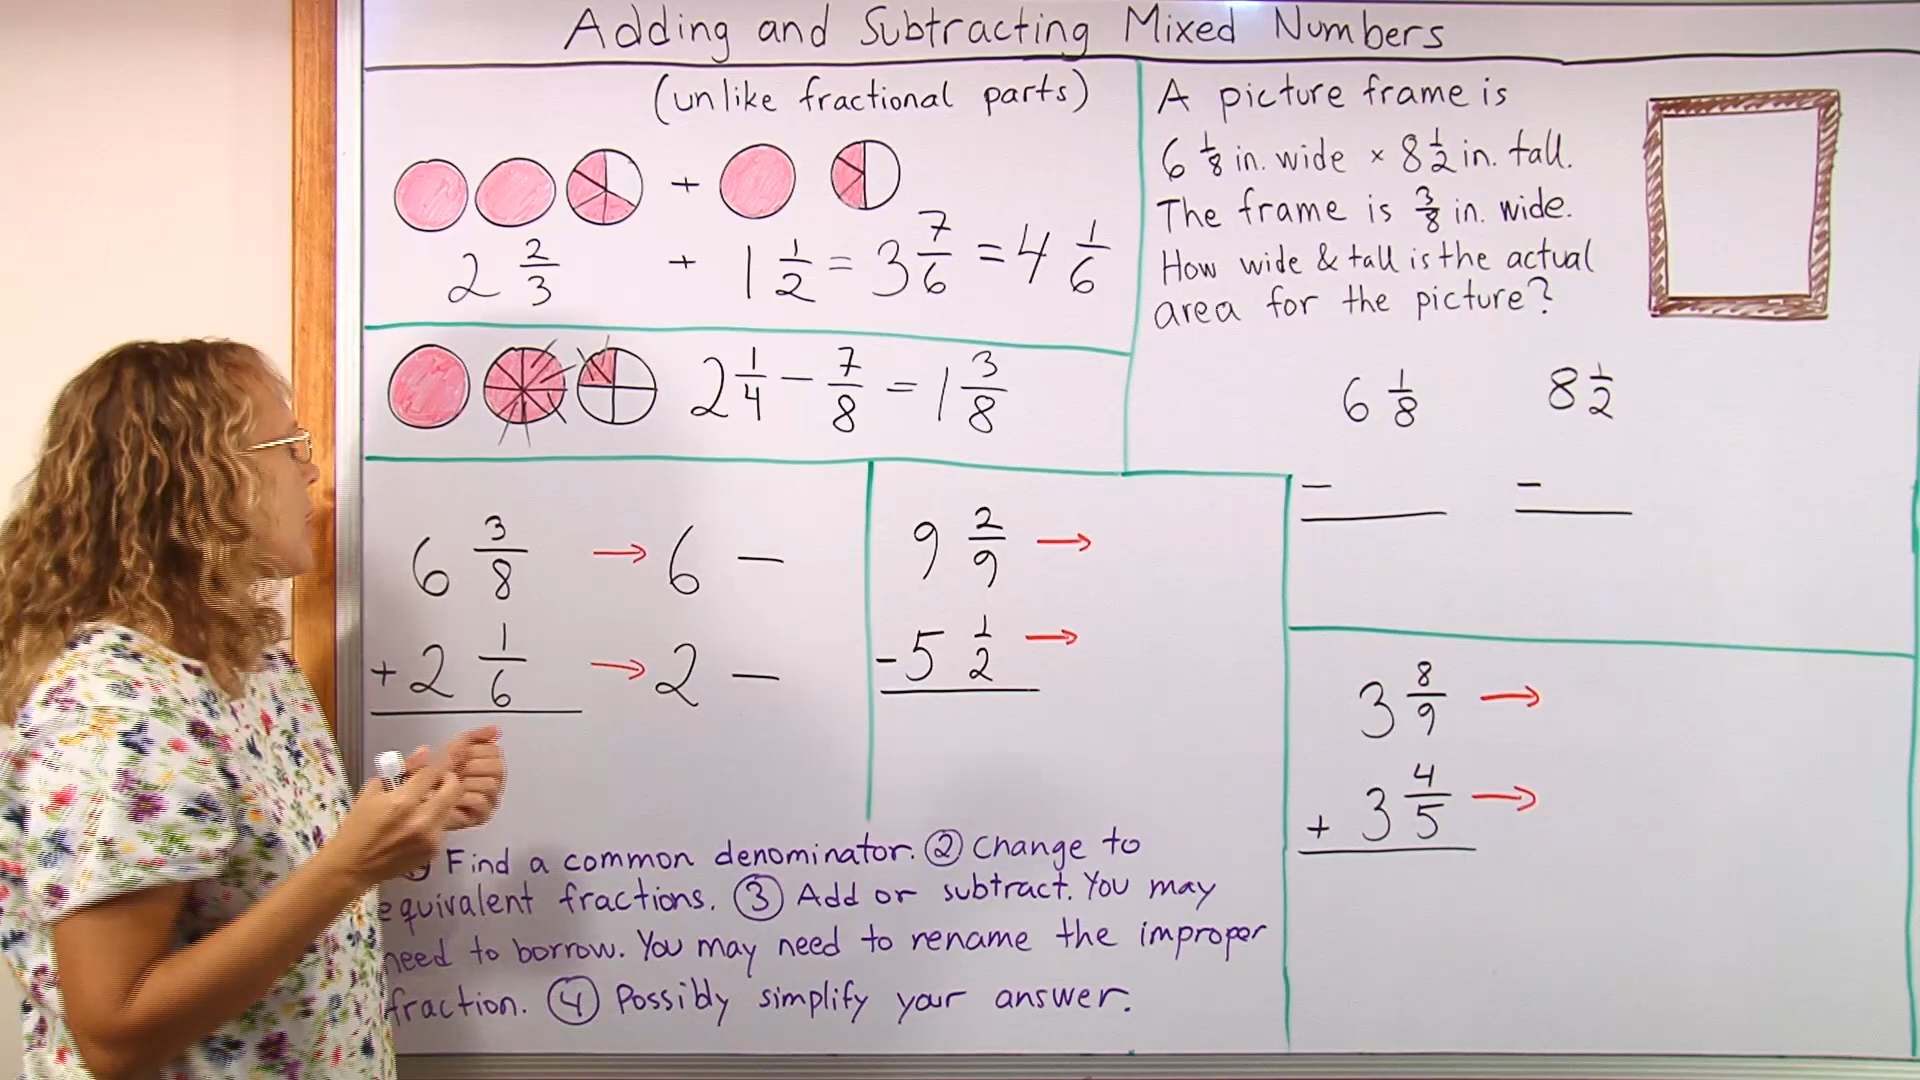 Adding and Subtracting Mixed Numbers
(unlike fractional parts)
+
2 2/3 + 1 1/2 = 3 7/6 = 4 1/6
2 1/4 - 7/8 = 1 3/8
6 3/8 → 6 —
+ 2 1/6 → 2 —
9 2/9 →
- 5 1/2 →
A picture frame is
6 1/8 in. wide × 8 1/2 in. tall.
The frame is 3/8 in. wide.
How wide & tall is the actual
area for the picture?
6 1/8 8 1/2
- -
3 8/9 →
+ 3 4/5 →
Find a common denominator. ② Change to
equivalent fractions. ③ Add or subtract. You may
need to borrow. You may need to rename the improper
fraction. ④ Possibly simplify your answer.